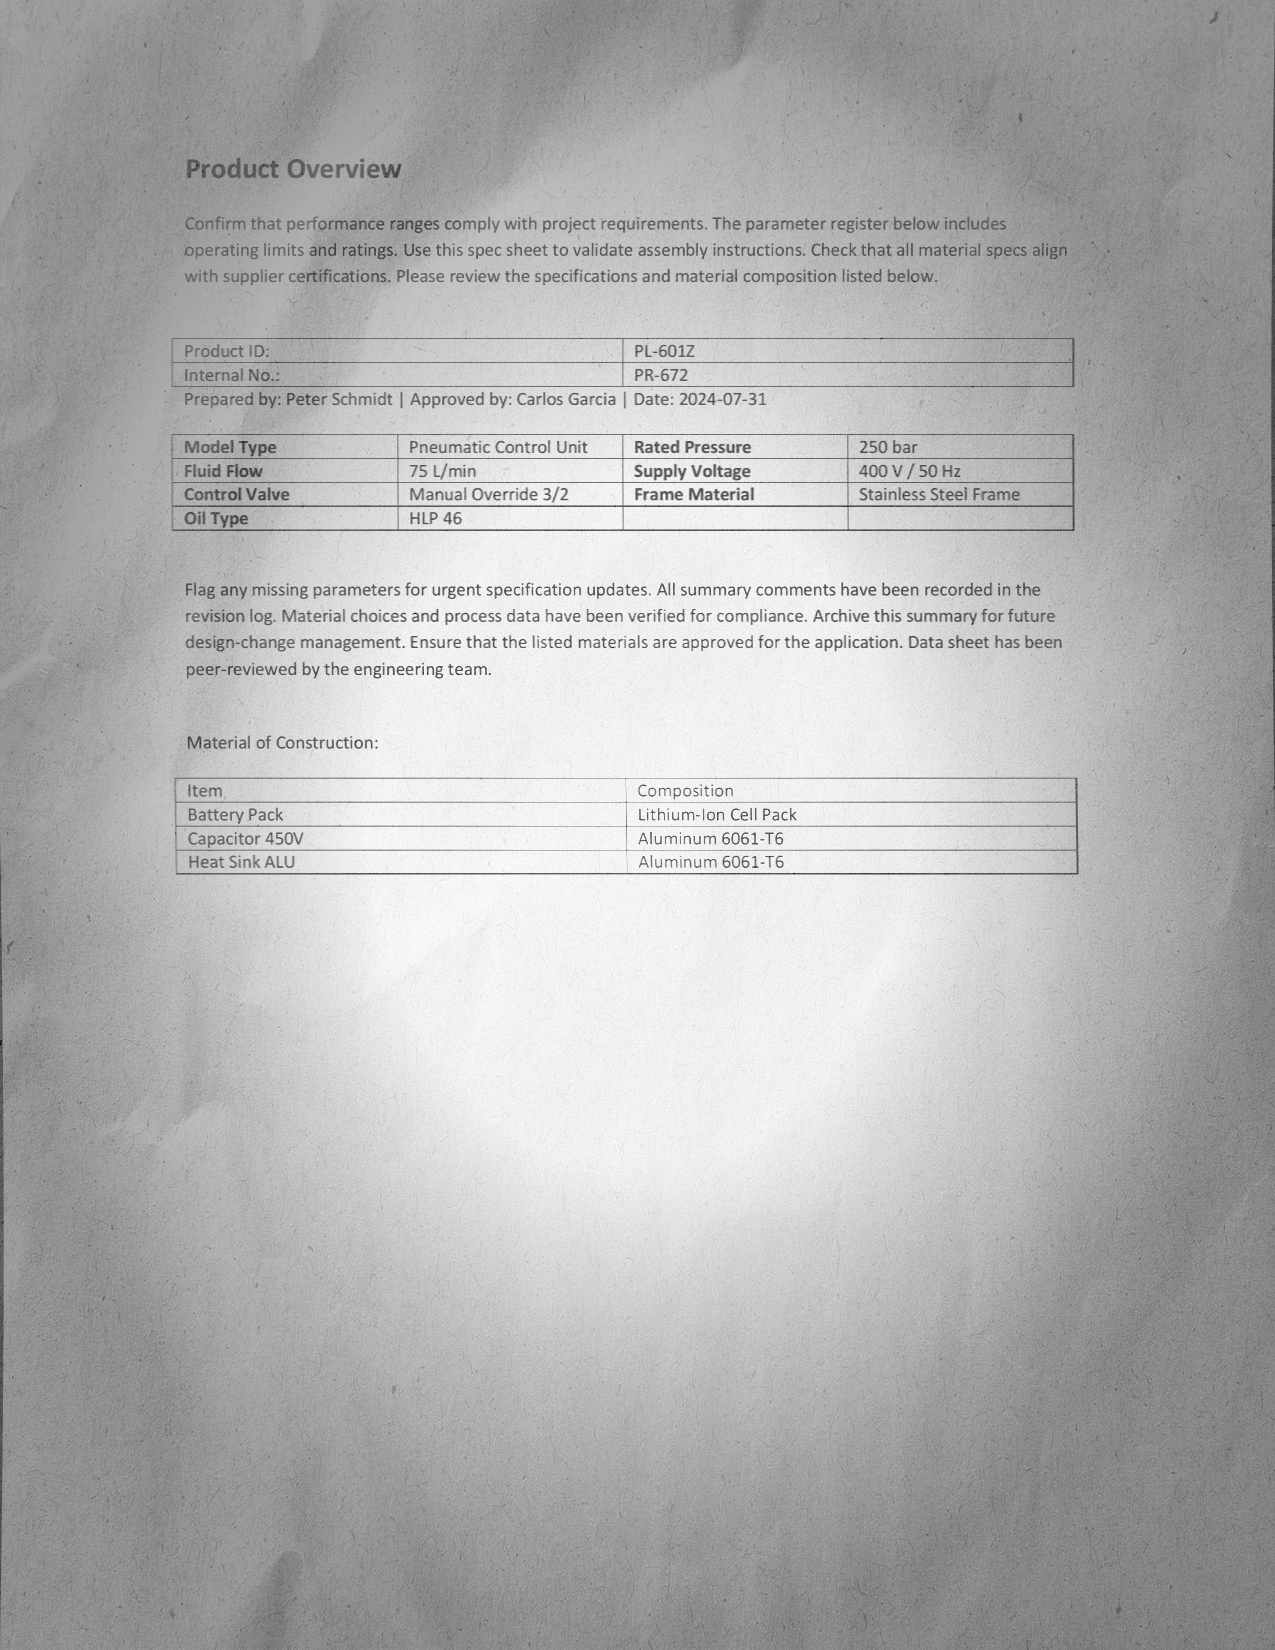 Product Overview
Confirm that performance ranges comply with project requirements. The parameter register below includes
operating limits and ratings. Use this spec sheet to validate assembly instructions. Check that all material specs align
with supplier certifications. Please review the specifications and material composition listed below.
Product ID: PL-601Z
Internal No.: PR-672
Prepared by: Peter Schmidt | Approved by: Carlos Garcia | Date: 2024-07-31
Model Type Pneumatic Control Unit Rated Pressure 250 bar
Fluid Flow 75 L/min Supply Voltage 400 V / 50 Hz
Control Valve Manual Override 3/2 Frame Material Stainless Steel Frame
Oil Type HLP 46
Flag any missing parameters for urgent specification updates. All summary comments have been recorded in the
revision log. Material choices and process data have been verified for compliance. Archive this summary for future
design-change management. Ensure that the listed materials are approved for the application. Data sheet has been
peer-reviewed by the engineering team.
Material of Construction:
Item Composition
Battery Pack Lithium-Ion Cell Pack
Capacitor 450V Aluminum 6061-T6
Heat Sink ALU Aluminum 6061-T6